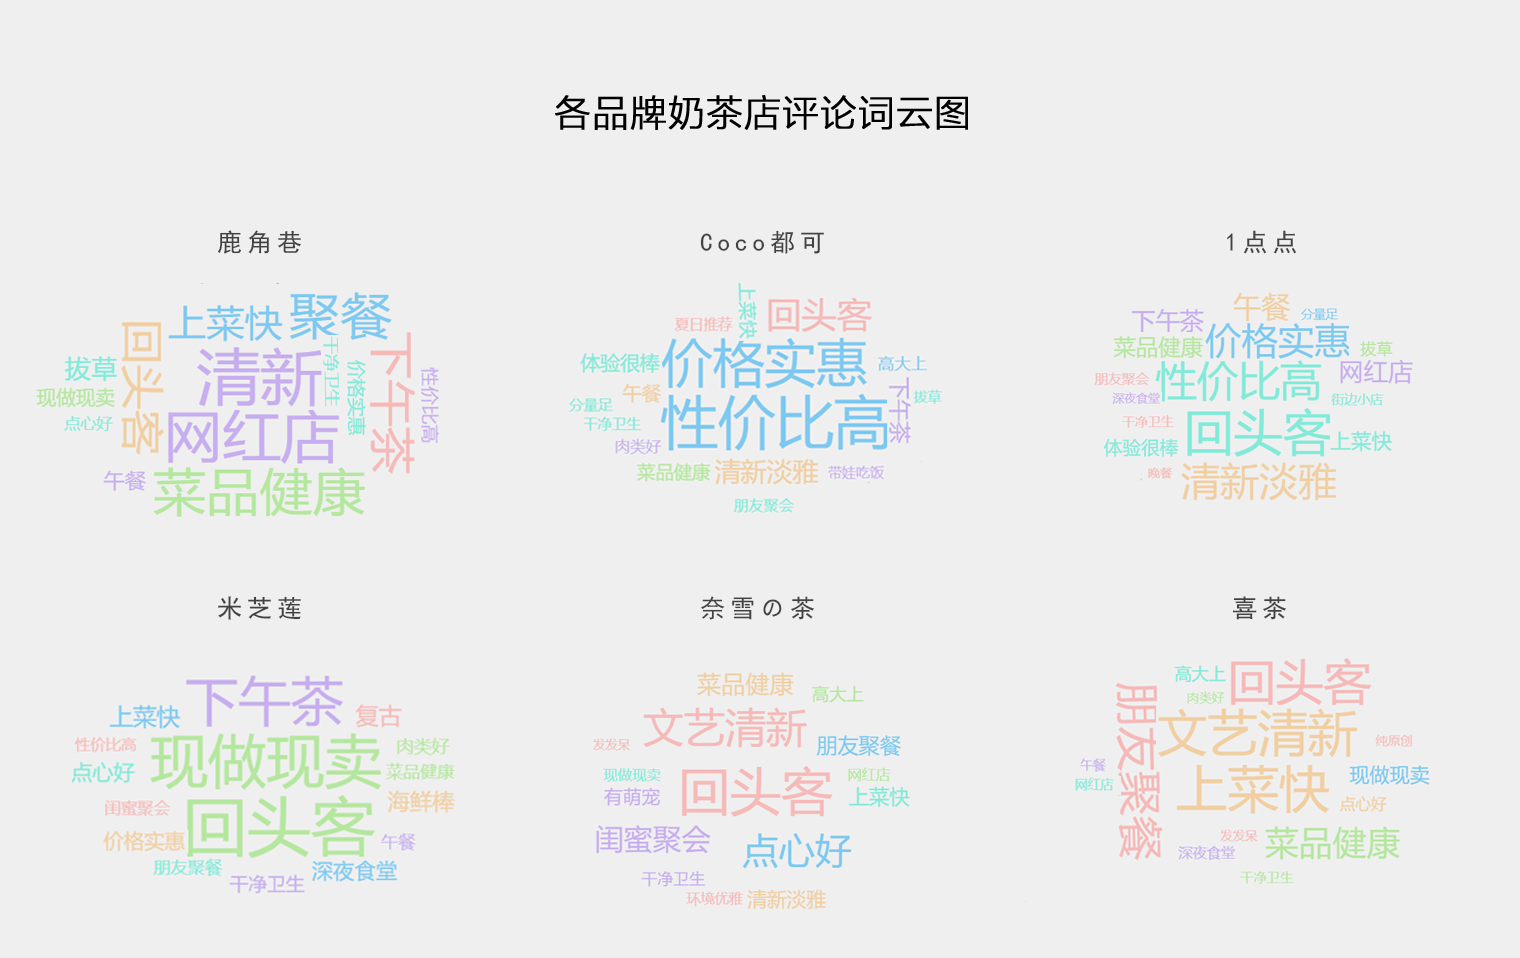 各品牌奶茶店评论词云图
鹿角巷
聚餐
上菜快
回头客
清新
干净卫生
价格实惠
下午茶
性价比高
拔草
现做现卖
点心好
网红店
午餐
菜品健康
Coco都可
上菜快
夏日推荐
回头客
体验很棒
价格实惠
高大上
午餐
下午茶
拔草
分量足
性价比高
干净卫生
肉类好
菜品健康
清新淡雅
带娃吃饭
朋友聚会
1点点
午餐
下午茶
分量足
菜品健康
价格实惠
拔草
朋友聚会
性价比高
网红店
深夜食堂
街边小店
干净卫生
回头客
体验很棒
上菜快
晚餐
清新淡雅
米芝莲
下午茶
上菜快
复古
性价比高
现做现卖
肉类好
点心好
菜品健康
闺蜜聚会
回头客
海鲜棒
价格实惠
午餐
朋友聚餐
深夜食堂
干净卫生
奈雪の茶
菜品健康
高大上
文艺清新
发发呆
朋友聚餐
现做现卖
回头客
网红店
有萌宠
上菜快
闺蜜聚会
点心好
干净卫生
环境优雅
清新淡雅
喜茶
高大上
回头客
肉类好
朋友聚餐
文艺清新
纯原创
午餐
网红店
上菜快
现做现卖
点心好
发发呆
菜品健康
深夜食堂
干净卫生